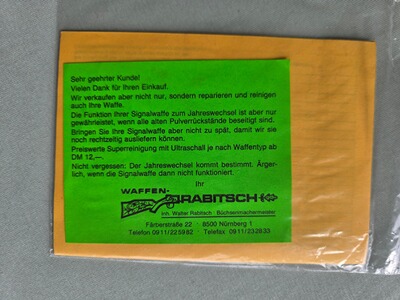 Sehr geehrter Kunde!
Vielen Dank für Ihren Einkauf.
Wir verkaufen aber nicht nur, sondern reparieren und reinigen
auch Ihre Waffe.
Die Funktion Ihrer Signalwaffe zum Jahreswechsel ist aber nur
gewährleistet, wenn alle alten Pulverrückstände beseitigt sind.
Bringen Sie Ihre Signalwaffe aber nicht zu spät, damit wir sie
noch rechtzeitig ausliefern können.
Preiswerte Superreinigung mit Ultraschall je nach Waffentyp ab
DM 12,—.
Nicht vergessen: Der Jahreswechsel kommt bestimmt. Ärger-
lich, wenn die Signalwaffe dann nicht funktioniert.
Ihr
WAFFEN-
RABITSCH
Inh. Walter Rabitsch Büchsenmachermeister
Färberstraße 22 8500 Nürnberg 1
Telefon 0911/225982 Telefax 0911/232833